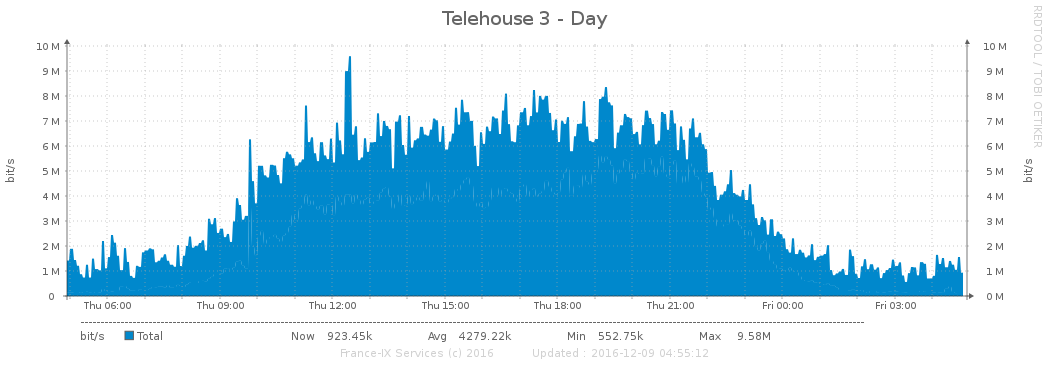 Telehouse 3 - Day
RRDTOOL / TOBI OETIKER
bit/s
10 M 10 M
9 M 9 M
8 M 8 M
7 M 7 M
6 M 6 M
5 M 5 M
4 M 4 M
3 M 3 M
2 M 2 M
1 M 1 M
0 0 M
bit/s
Thu 06:00 Thu 09:00 Thu 12:00 Thu 15:00 Thu 18:00 Thu 21:00 Fri 00:00 Fri 03:00
bit/s Total Now 923.45k Avg 4279.22k Min 552.75k Max 9.58M
France-IX Services (c) 2016 Updated : 2016-12-09 04:55:12